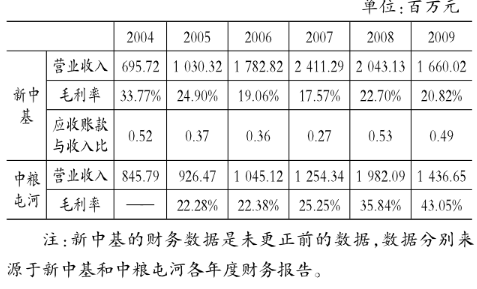 单位:百万元
2004 2005 2006 2007 2008 2009
新中基 营业收入 695.72 1 030.32 1 782.82 2 411.29 2 043.13 1 660.02
毛利率 33.77% 24.90% 19.06% 17.57% 22.70% 20.82%
应收账款与收入比 0.52 0.37 0.36 0.27 0.53 0.49
中粮屯河 营业收入 845.79 926.47 1 045.12 1 254.34 1 982.09 1 436.65
毛利率 —— 22.28% 22.38% 25.25% 35.84% 43.05%
注:新中基的财务数据是未更正前的数据,数据分别来
源于新中基和中粮屯河各年度财务报告。